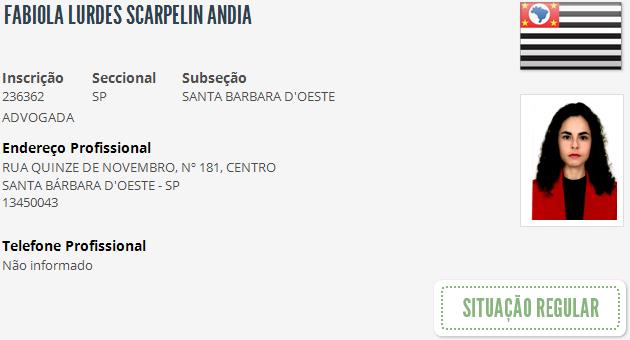 FABIOLA LURDES SCARPELIN ANDIA
Inscrição Seccional Subseção
236362 SP SANTA BARBARA D'OESTE
ADVOGADA
Endereço Profissional
RUA QUINZE DE NOVEMBRO, Nº 181, CENTRO
SANTA BÁRBARA D'OESTE - SP
13450043
Telefone Profissional
Não informado
SITUAÇÃO REGULAR